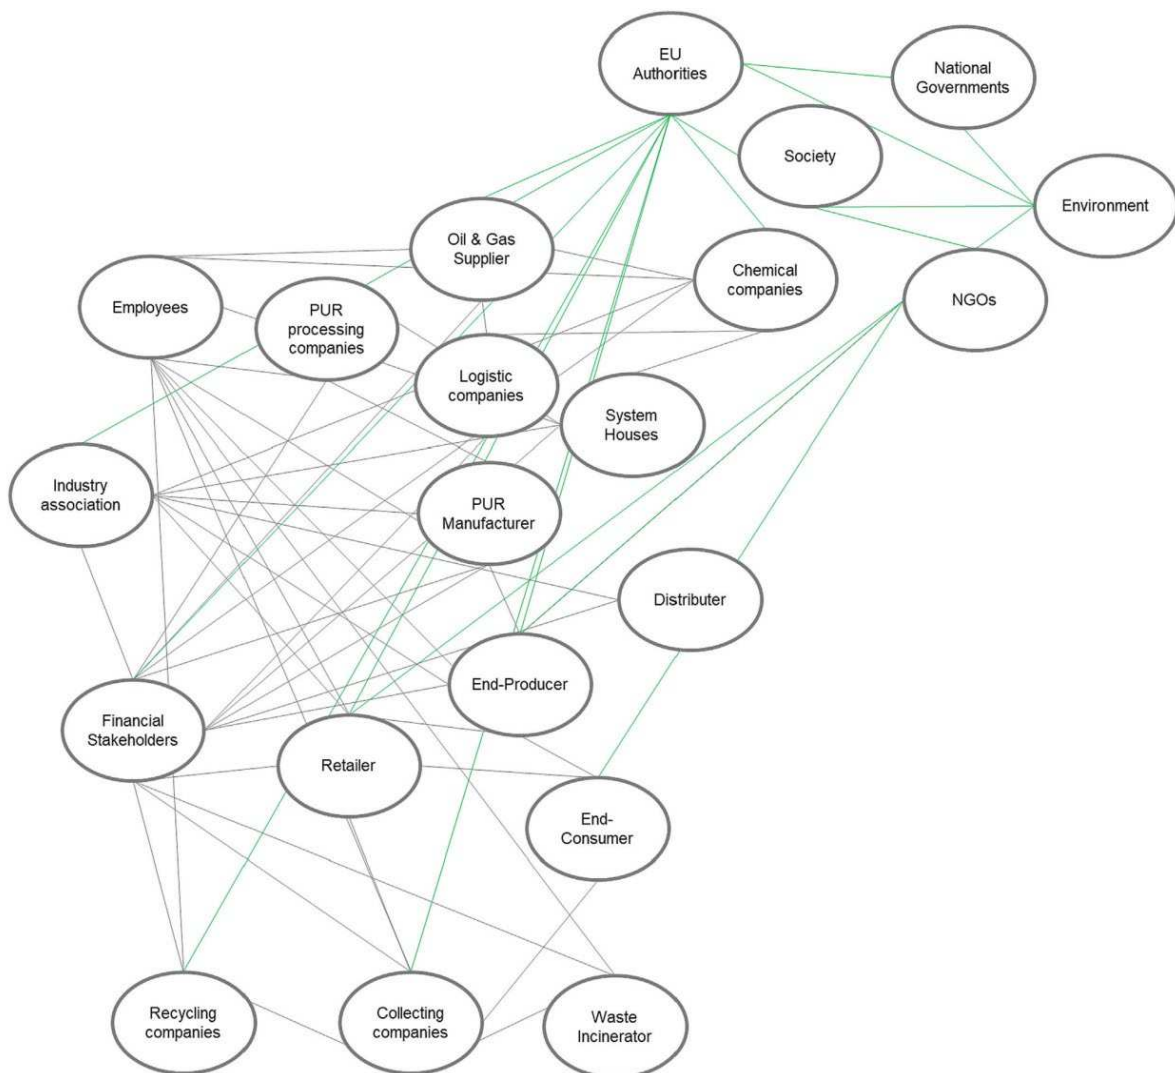 EU
Authorities
National
Governments
Society
Environment
Oil & Gas
Supplier
Chemical
companies
NGOs
Employees
PUR
processing
companies
Logistic
companies
System
Houses
Industry
association
PUR
Manufacturer
Distributer
End-Producer
Financial
Stakeholders
Retailer
End-
Consumer
Recycling
companies
Collecting
companies
Waste
Incinerator